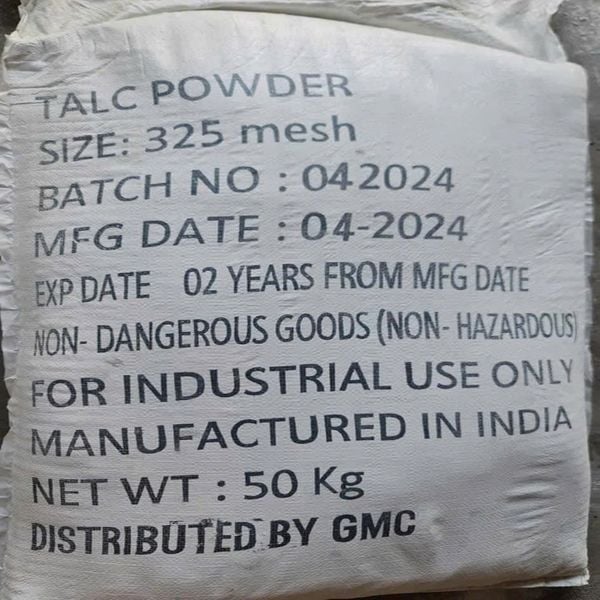 TALC POWDER
SIZE: 325 mesh
BATCH NO : 042024
MFG DATE : 04-2024
EXP DATE 02 YEARS FROM MFG DATE
NON- DANGEROUS GOODS (NON- HAZARDOUS)
FOR INDUSTRIAL USE ONLY
MANUFACTURED IN INDIA
NET WT : 50 Kg
DISTRIBUTED BY GMC